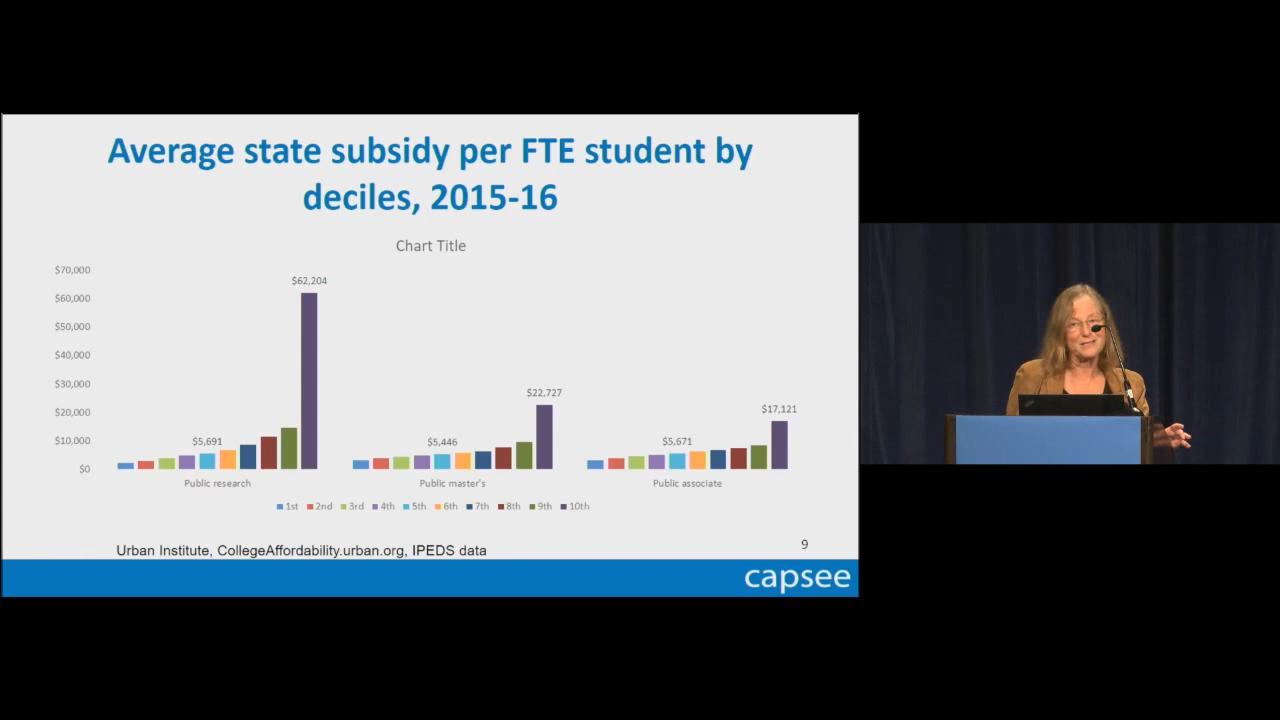 Average state subsidy per FTE student by
deciles, 2015-16
Chart Title
$70,000
$60,000
$50,000
$40,000
$30,000
$20,000
$10,000
$0
$5,691
$62,204
$5,446
$22,727
$5,671
$17,121
Public research
Public master's
Public associate
1st 2nd 3rd 4th 5th 6th 7th 8th 9th 10th
Urban Institute, CollegeAffordability.urban.org, IPEDS data
9
capsee